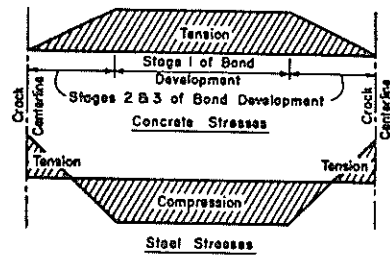 Tension
Stage 1 of Bond
Development
Stages 2 & 3 of Bond Development
Crack
Centerline
Crack
Centerline
Concrete Stresses
Tension
Tension
Compression
Steel Stresses